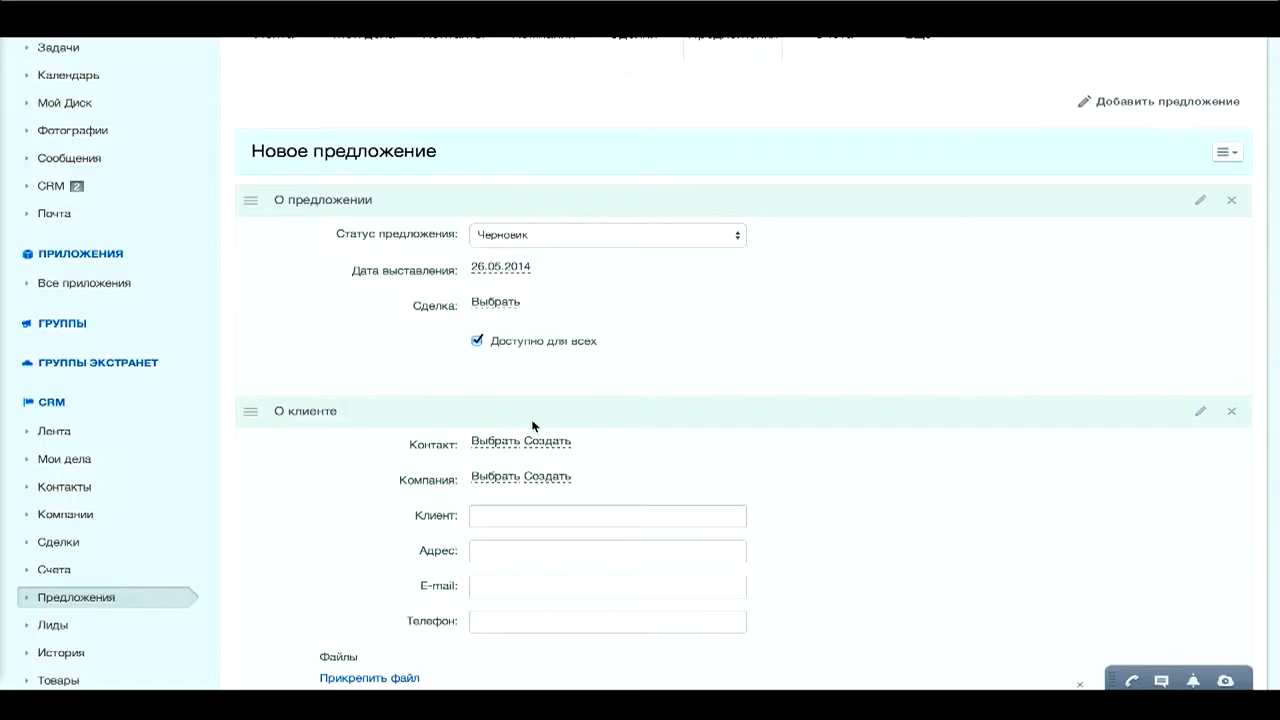 Задачи
Календарь
Мой Диск
Фотографии
Сообщения
CRM 2
Почта
ПРИЛОЖЕНИЯ
Все приложения
ГРУППЫ
ГРУППЫ ЭКСТРАНЕТ
CRM
Лента
Мои дела
Контакты
Компании
Сделки
Счета
Предложения
Лиды
История
Товары
Добавить предложение
Новое предложение
О предложении
Статус предложения: Черновик
Дата выставления: 26.05.2014
Сделка: Выбрать
Доступно для всех
О клиенте
Контакт: Выбрать Создать
Компания: Выбрать Создать
Клиент:
Адрес:
E-mail:
Телефон:
Файлы
Прикрепить файл